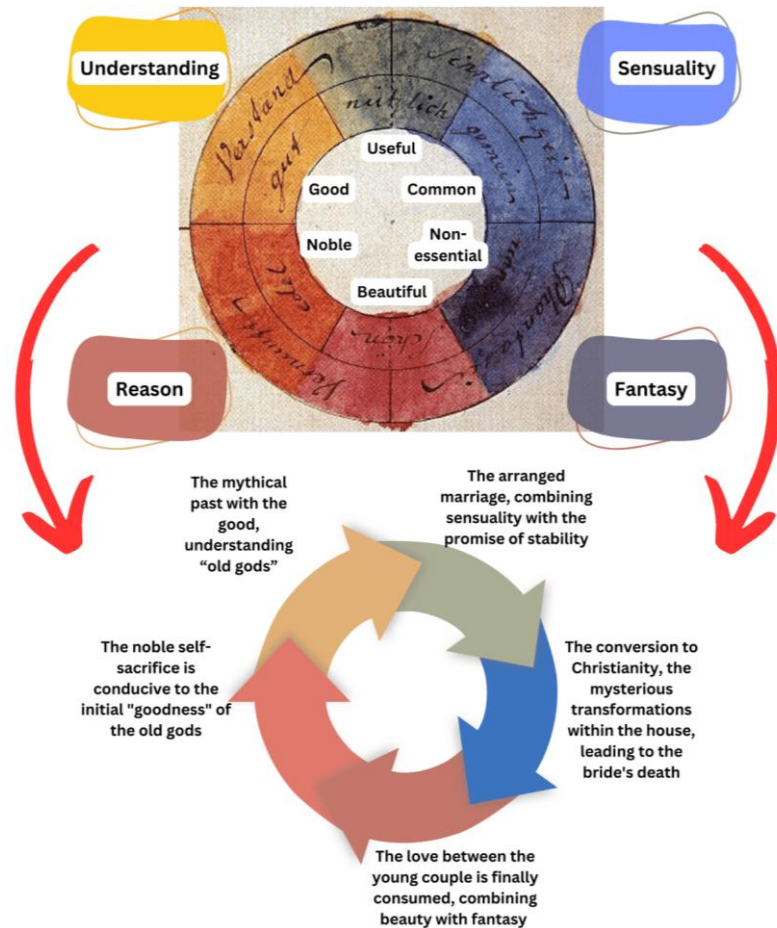 Understanding
Sensuality
Verstand
Sinnlichkeit
nützlich
gut
gemein
Useful
Good
Common
Noble
Non-
essential
Beautiful
edel
schön
Vernunft
Phantasie
Reason
Fantasy
The mythical
past with the
good,
understanding
“old gods”
The arranged
marriage, combining
sensuality with the
promise of stability
The noble self-
sacrifice is
conducive to the
initial "goodness" of
the old gods
The conversion to
Christianity, the
mysterious
transformations
within the house,
leading to the
bride's death
The love between the
young couple is finally
consumed, combining
beauty with fantasy